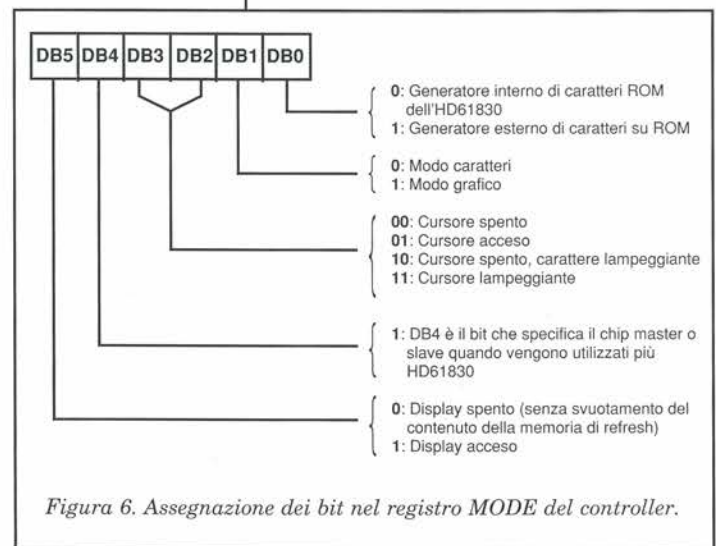 DB5 DB4 DB3 DB2 DB1 DB0
0: Generatore interno di caratteri ROM
dell'HD61830
1: Generatore esterno di caratteri su ROM
0: Modo caratteri
1: Modo grafico
00: Cursore spento
01: Cursore acceso
10: Cursore spento, carattere lampeggiante
11: Cursore lampeggiante
1: DB4 è il bit che specifica il chip master o
slave quando vengono utilizzati più
HD61830
0: Display spento (senza svuotamento del
contenuto della memoria di refresh)
1: Display acceso
Figura 6. Assegnazione dei bit nel registro MODE del controller.